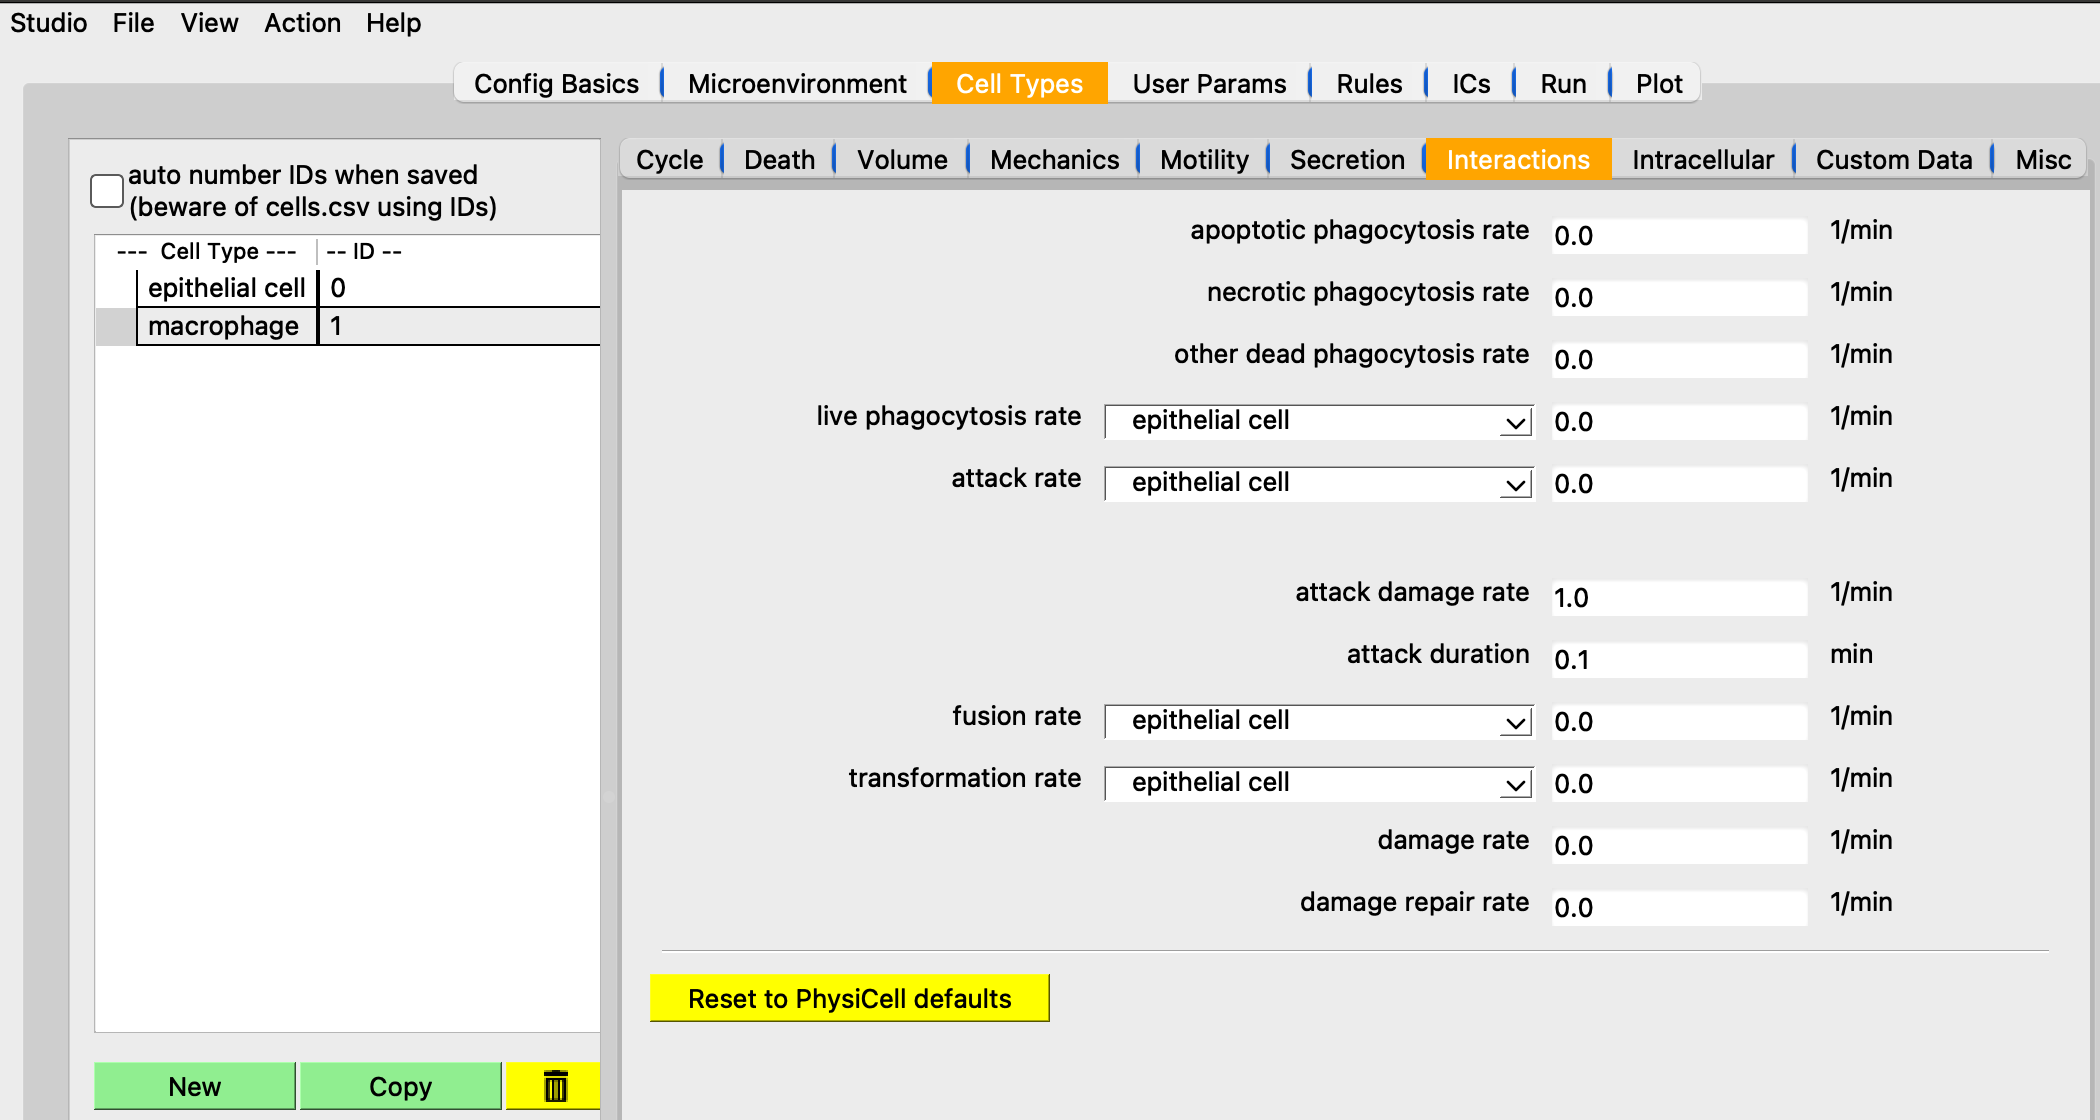 Studio File View Action Help
Config Basics Microenvironment Cell Types User Params Rules ICs Run Plot
auto number IDs when saved
(beware of cells.csv using IDs)
--- Cell Type --- -- ID --
epithelial cell 0
macrophage 1
New Copy
Cycle Death Volume Mechanics Motility Secretion Interactions Intracellular Custom Data Misc
apoptotic phagocytosis rate 0.0 1/min
necrotic phagocytosis rate 0.0 1/min
other dead phagocytosis rate 0.0 1/min
live phagocytosis rate epithelial cell 0.0 1/min
attack rate epithelial cell 0.0 1/min
attack damage rate 1.0 1/min
attack duration 0.1 min
fusion rate epithelial cell 0.0 1/min
transformation rate epithelial cell 0.0 1/min
damage rate 0.0 1/min
damage repair rate 0.0 1/min
Reset to PhysiCell defaults